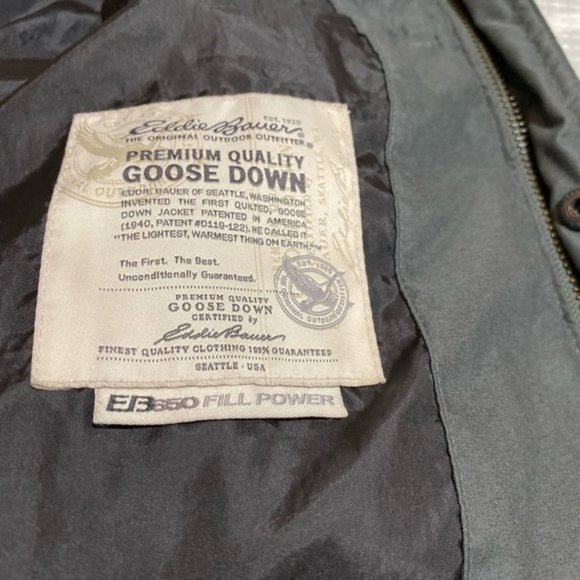 EST. 1920
Eddie Bauer®
THE ORIGINAL OUTDOOR OUTFITTER®
PREMIUM QUALITY
GOOSE DOWN
EDDIE BAUER OF SEATTLE, WASHINGTON
INVENTED THE FIRST QUILTED, GOOSE
DOWN JACKET PATENTED IN AMERICA
(1940, PATENT #D119-122). HE CALLED IT
"THE LIGHTEST, WARMEST THING ON EARTH."™
The First. The Best.
Unconditionally Guaranteed.
PREMIUM QUALITY
GOOSE DOWN
CERTIFIED by
Eddie Bauer
FINEST QUALITY CLOTHING 100% GUARANTEED
SEATTLE · USA
EB650 FILL POWER